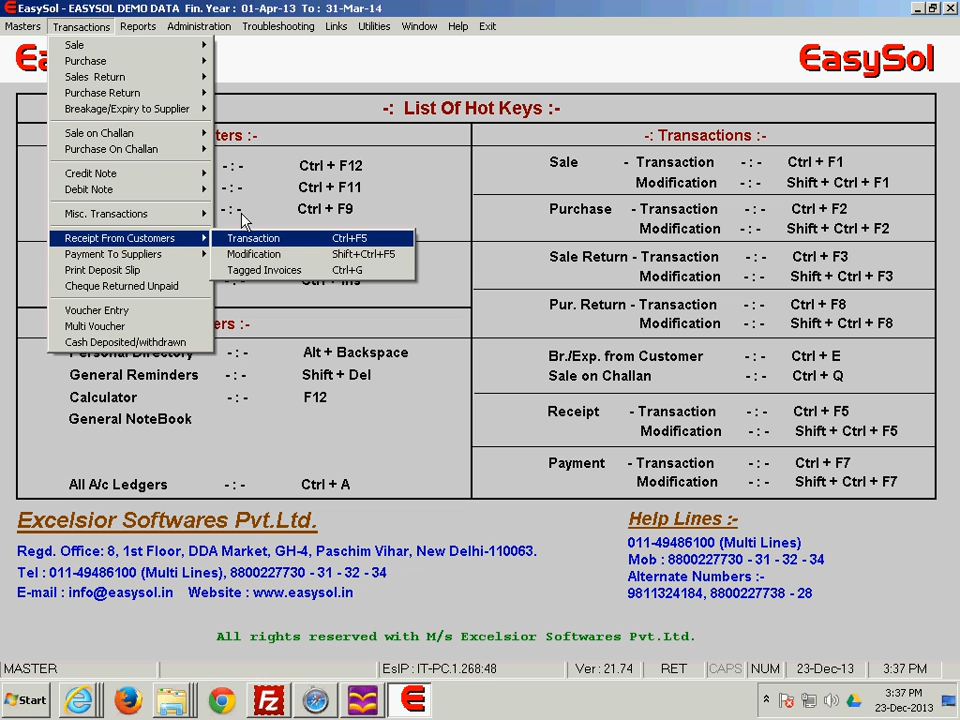 EasySol - EASYSOL DEMO DATA Fin. Year : 01-Apr-13 To : 31-Mar-14
Masters Transactions Reports Administration Troubleshooting Links Utilities Window Help Exit
EasySol
Sale
Purchase
Sales Return
Purchase Return
Breakage/Expiry to Supplier
Sale on Challan
Purchase On Challan
Credit Note
Debit Note
Misc. Transactions
Receipt From Customers
Payment To Suppliers
Print Deposit Slip
Cheque Returned Unpaid
Voucher Entry
Multi Voucher
Cash Deposited/withdrawn
Transaction Ctrl+F5
Modification Shift+Ctrl+F5
Tagged Invoices Ctrl+G
-: List Of Hot Keys :-
ters :-
-:- Ctrl + F12
-:- Ctrl + F11
-:- Ctrl + F9
-:- Ctrl + Ins
ers :-
Personal Directory -:- Alt + Backspace
General Reminders -:- Shift + Del
Calculator -:- F12
General NoteBook
All A/c Ledgers -:- Ctrl + A
-: Transactions :-
Sale - Transaction -:- Ctrl + F1
Modification -:- Shift + Ctrl + F1
Purchase - Transaction -:- Ctrl + F2
Modification -:- Shift + Ctrl + F2
Sale Return - Transaction -:- Ctrl + F3
Modification -:- Shift + Ctrl + F3
Pur. Return - Transaction -:- Ctrl + F8
Modification -:- Shift + Ctrl + F8
Br./Exp. from Customer -:- Ctrl + E
Sale on Challan -:- Ctrl + Q
Receipt - Transaction -:- Ctrl + F5
Modification -:- Shift + Ctrl + F5
Payment - Transaction -:- Ctrl + F7
Modification -:- Shift + Ctrl + F7
Excelsior Softwares Pvt.Ltd.
Regd. Office: 8, 1st Floor, DDA Market, GH-4, Paschim Vihar, New Delhi-110063.
Tel : 011-49486100 (Multi Lines), 8800227730 - 31 - 32 - 34
E-mail : info@easysol.in Website : www.easysol.in
Help Lines :-
011-49486100 (Multi Lines)
Mob : 8800227730 - 31 - 32 - 34
Alternate Numbers :-
9811324184, 8800227738 - 28
All rights reserved with M/s Excelsior Softwares Pvt.Ltd.
MASTER EsIP : IT-PC.1.268:48 Ver : 21.74 RET CAPS NUM 23-Dec-13 3:37 PM
Start 3:37 PM
23-Dec-2013